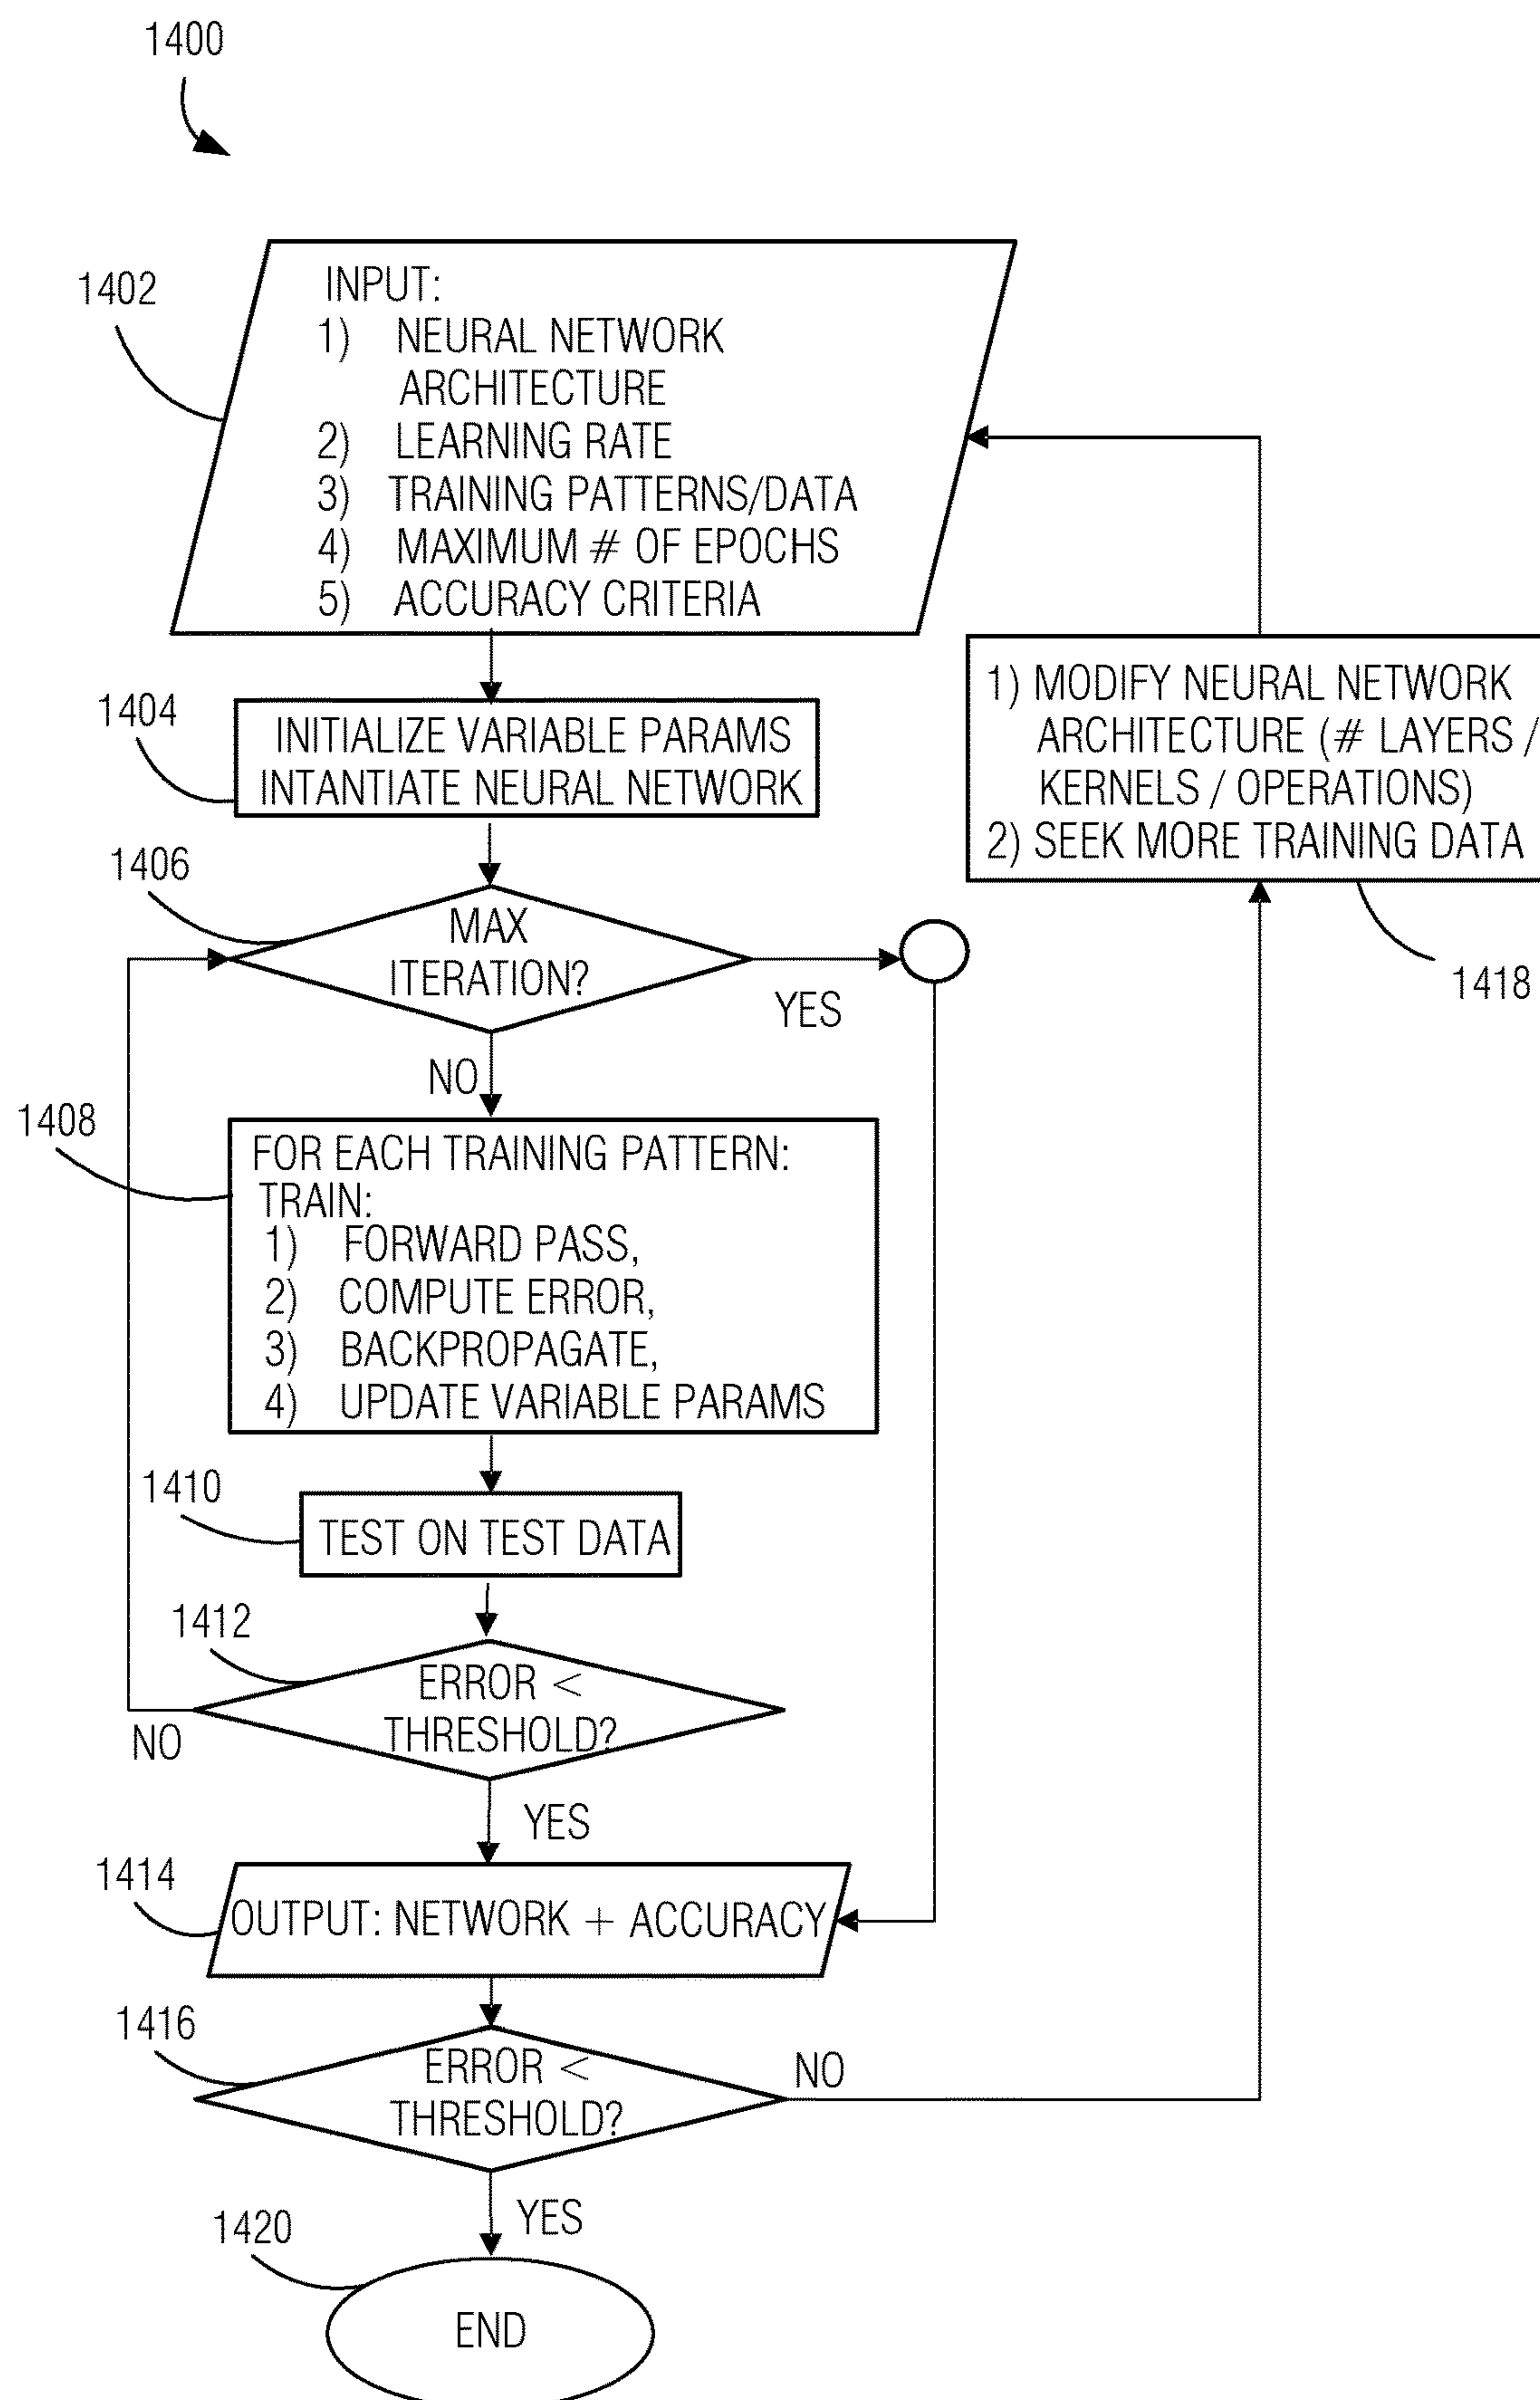 1400
1402
INPUT:
1) NEURAL NETWORK
ARCHITECTURE
2) LEARNING RATE
3) TRAINING PATTERNS/DATA
4) MAXIMUM # OF EPOCHS
5) ACCURACY CRITERIA
1404
INITIALIZE VARIABLE PARAMS
INTANTIATE NEURAL NETWORK
1) MODIFY NEURAL NETWORK
ARCHITECTURE (# LAYERS /
KERNELS / OPERATIONS)
2) SEEK MORE TRAINING DATA
1418
1406
MAX
ITERATION?
YES
NO
1408
FOR EACH TRAINING PATTERN:
TRAIN:
1) FORWARD PASS,
2) COMPUTE ERROR,
3) BACKPROPAGATE,
4) UPDATE VARIABLE PARAMS
1410
TEST ON TEST DATA
1412
ERROR <
THRESHOLD?
NO
YES
1414
OUTPUT: NETWORK + ACCURACY
1416
ERROR <
THRESHOLD?
NO
YES
1420
END